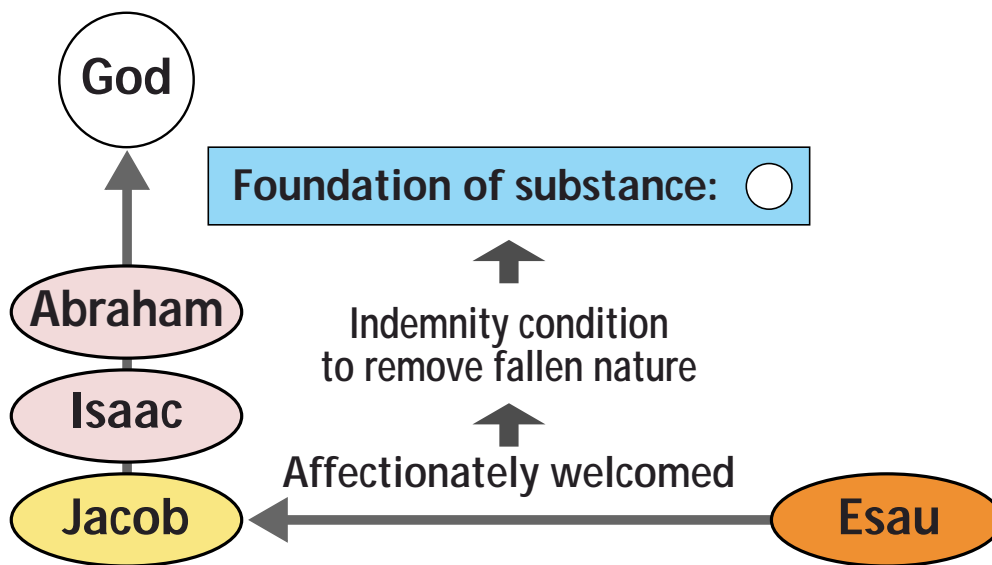 God
Foundation of substance:
Abraham
Indemnity condition
to remove fallen nature
Isaac
Affectionately welcomed
Jacob
Esau